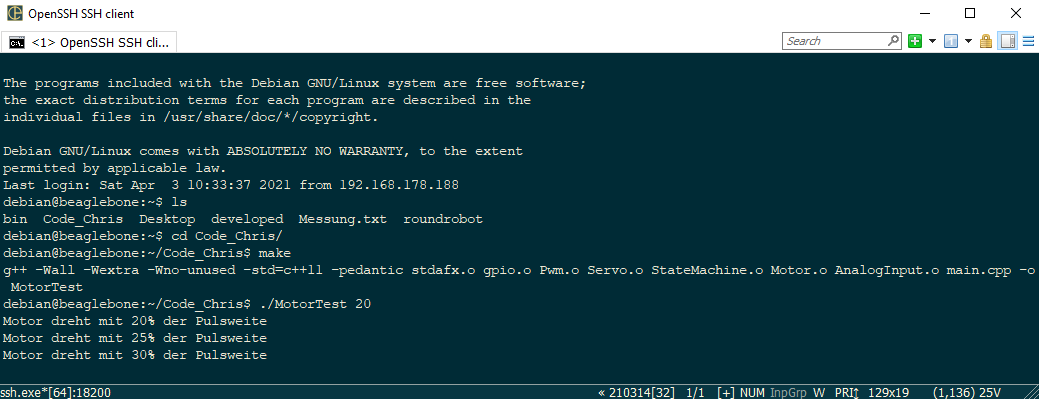 OpenSSH SSH client
<1> OpenSSH SSH cli...
Search
The programs included with the Debian GNU/Linux system are free software;
the exact distribution terms for each program are described in the
individual files in /usr/share/doc/*/copyright.
Debian GNU/Linux comes with ABSOLUTELY NO WARRANTY, to the extent
permitted by applicable law.
Last login: Sat Apr  3 10:33:37 2021 from 192.168.178.188
debian@beaglebone:~$ ls
bin  Code_Chris  Desktop  developed  Messung.txt  roundrobot
debian@beaglebone:~$ cd Code_Chris/
debian@beaglebone:~/Code_Chris$ make
g++ -Wall -Wextra -Wno-unused -std=c++11 -pedantic stdafx.o gpio.o Pwm.o Servo.o StateMachine.o Motor.o AnalogInput.o main.cpp -o
 MotorTest
debian@beaglebone:~/Code_Chris$ ./MotorTest 20
Motor dreht mit 20% der Pulsweite
Motor dreht mit 25% der Pulsweite
Motor dreht mit 30% der Pulsweite
ssh.exe*[64]:18200 « 210314[32] 1/1 [+] NUM InpGrp W PRI↕ 129x19 (1,136) 25V